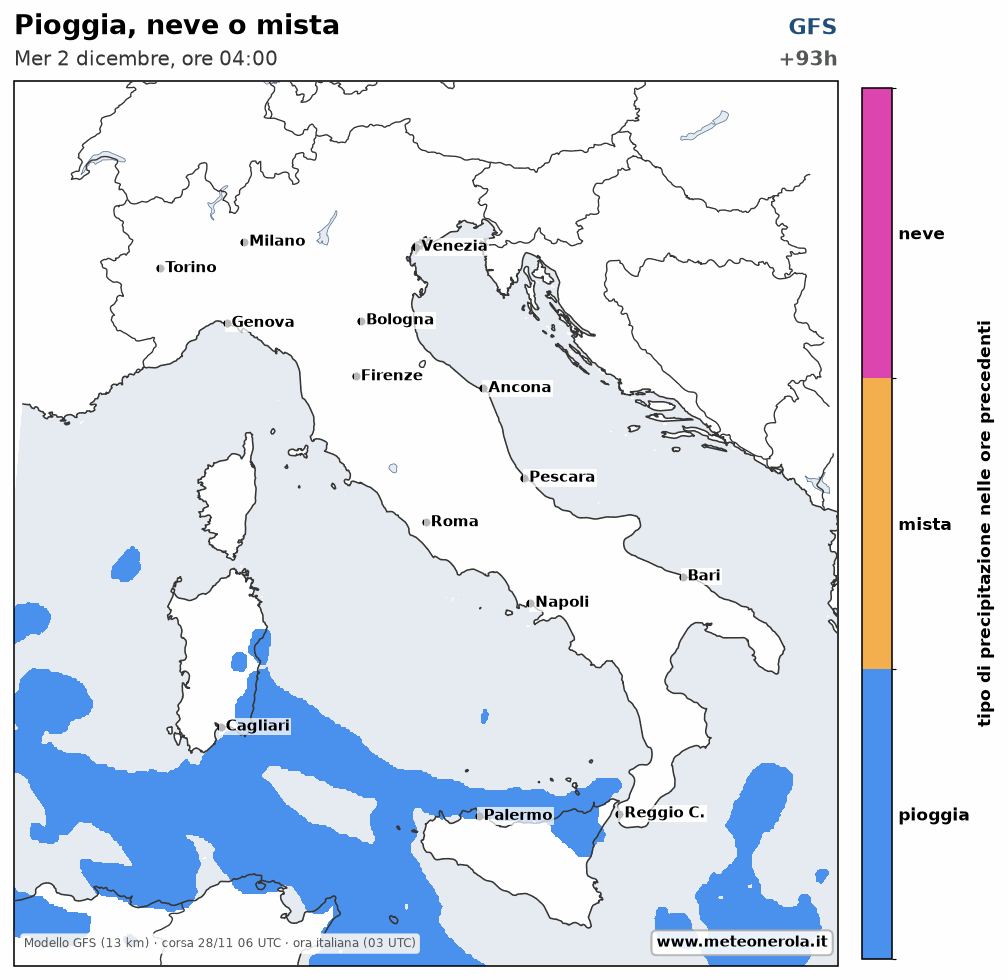 Pioggia, neve o mista
GFS
Mer 2 dicembre, ore 04:00
+93h
neve
Venezia
Milano
Torino
Bologna
Genova
Firenze
Ancona
Pescara
Roma
mista
Bari
Napoli
Cagliari
Palermo
Reggio C.
pioggia
tipo di precipitazione nelle ore precedenti
Modello GFS (13 km) · corsa 28/11 06 UTC · ora italiana (03 UTC)
www.meteonerola.it